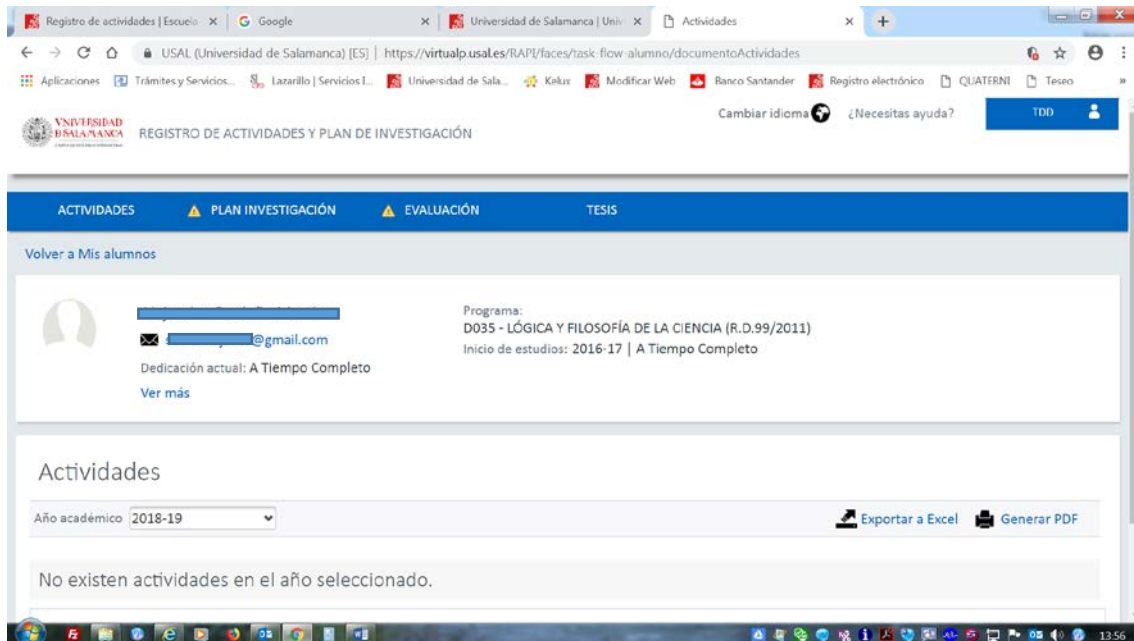 Registro de actividades | Escuela
Google
Universidad de Salamanca | Univ
Actividades
USAL (Universidad de Salamanca) [ES] | https://virtualp.usal.es/RAPI/faces/task-flow-alumno/documentoActividades
Aplicaciones Trámites y Servicios... Lazarillo | Servicios I... Universidad de Sala... Kelux Modificar Web Banco Santander Registro electrónico QUATERNI Teseo »
VNIVERSIDAD
D SALAMANCA
REGISTRO DE ACTIVIDADES Y PLAN DE INVESTIGACIÓN
Cambiar idioma ¿Necesitas ayuda? TDD
ACTIVIDADES PLAN INVESTIGACIÓN EVALUACIÓN TESIS
Volver a Mis alumnos
@gmail.com
Dedicación actual: A Tiempo Completo
Ver más
Programa:
D035 - LÓGICA Y FILOSOFÍA DE LA CIENCIA (R.D.99/2011)
Inicio de estudios: 2016-17 | A Tiempo Completo
Actividades
Año académico 2018-19 Exportar a Excel Generar PDF
No existen actividades en el año seleccionado.
13:56